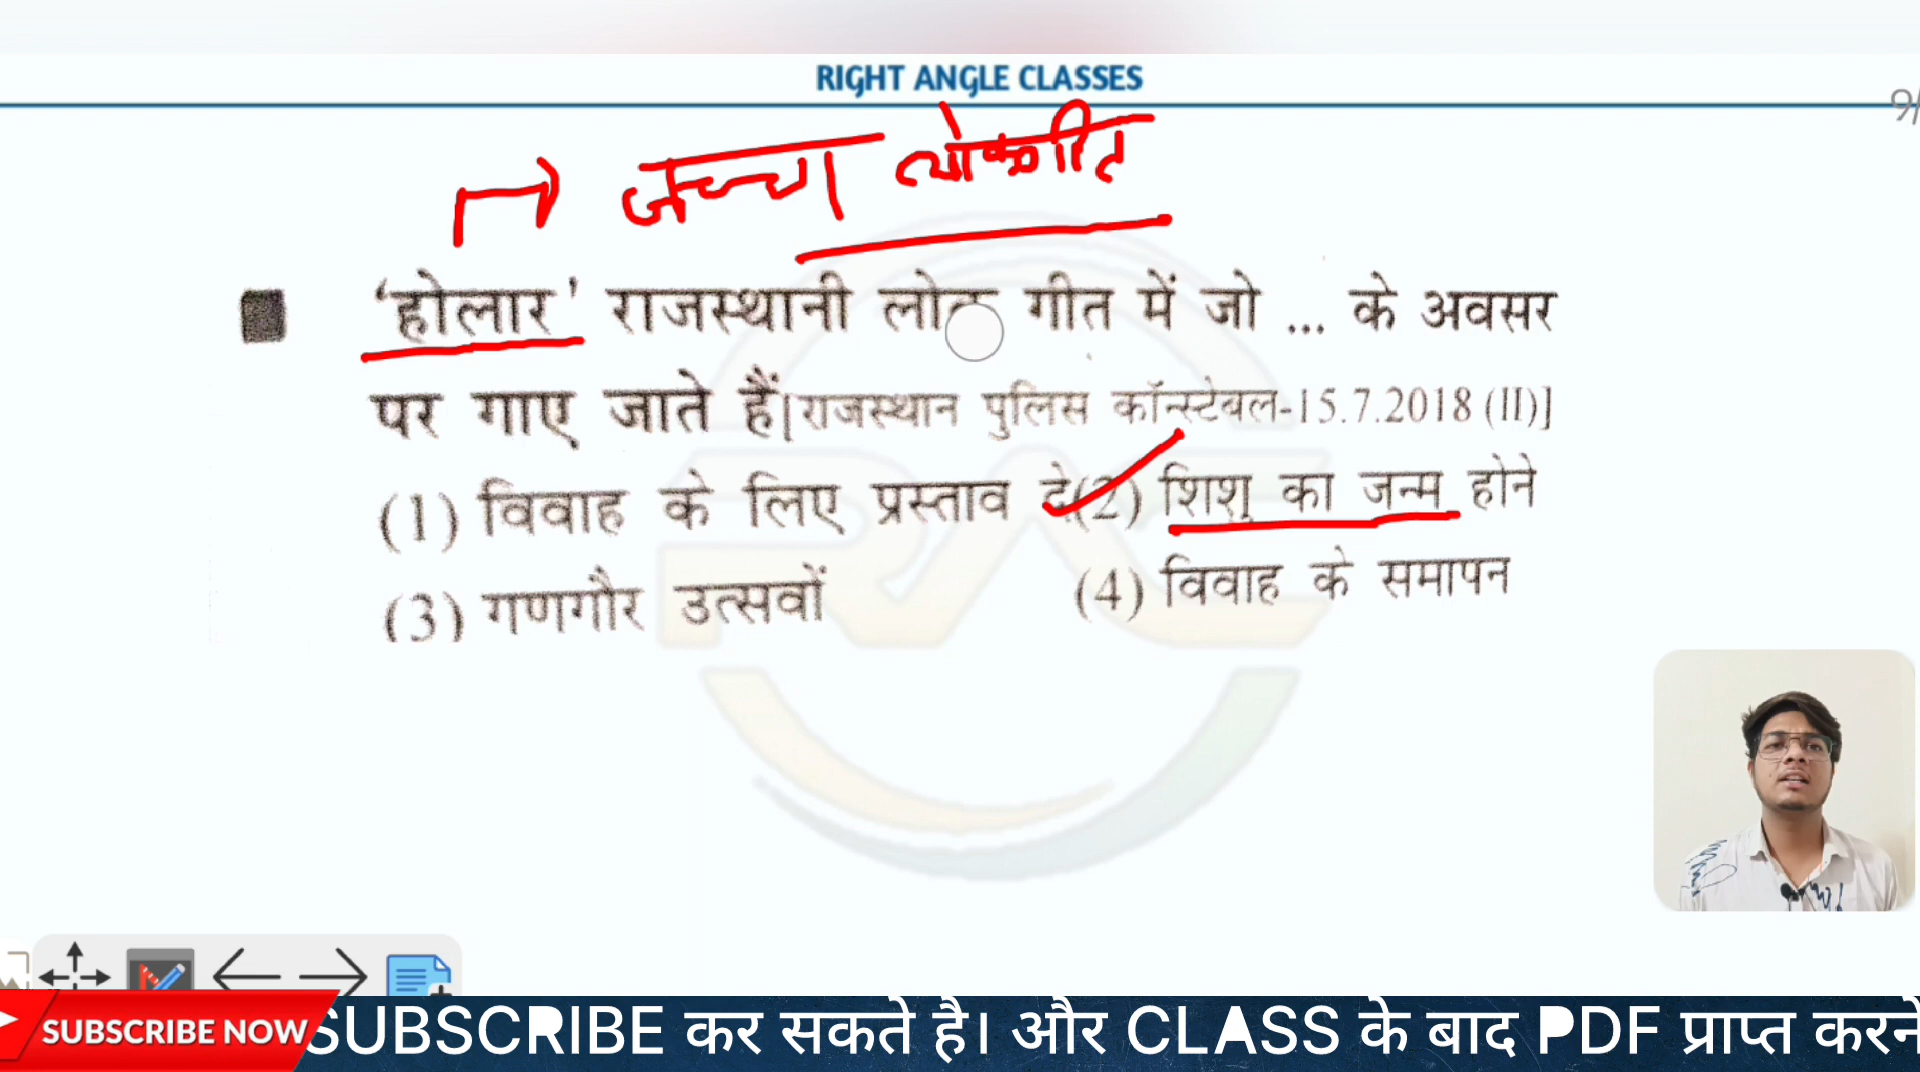 RIGHT ANGLE CLASSES
9/
जच्चा लोकगीत
‘होलार’ राजस्थानी लोक गीत में जो ... के अवसर
पर गाए जाते हैं[राजस्थान पुलिस कॉन्स्टेबल-15.7.2018 (II)]
(1) विवाह के लिए प्रस्ताव दे (2) शिशु का जन्म होने
(3) गणगौर उत्सवों (4) विवाह के समापन
SUBSCRIBE NOW SUBSCRIBE कर सकते है। और CLASS के बाद PDF प्राप्त करने